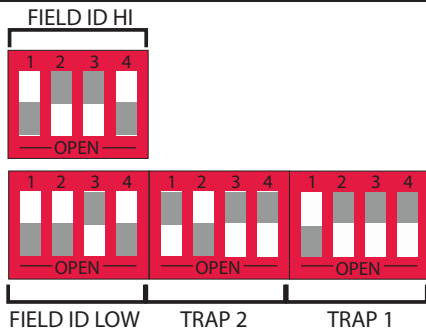 FIELD ID HI
1 2 3 4
OPEN
1 2 3 4 1 2 3 4 1 2 3 4
OPEN OPEN OPEN
FIELD ID LOW TRAP 2 TRAP 1